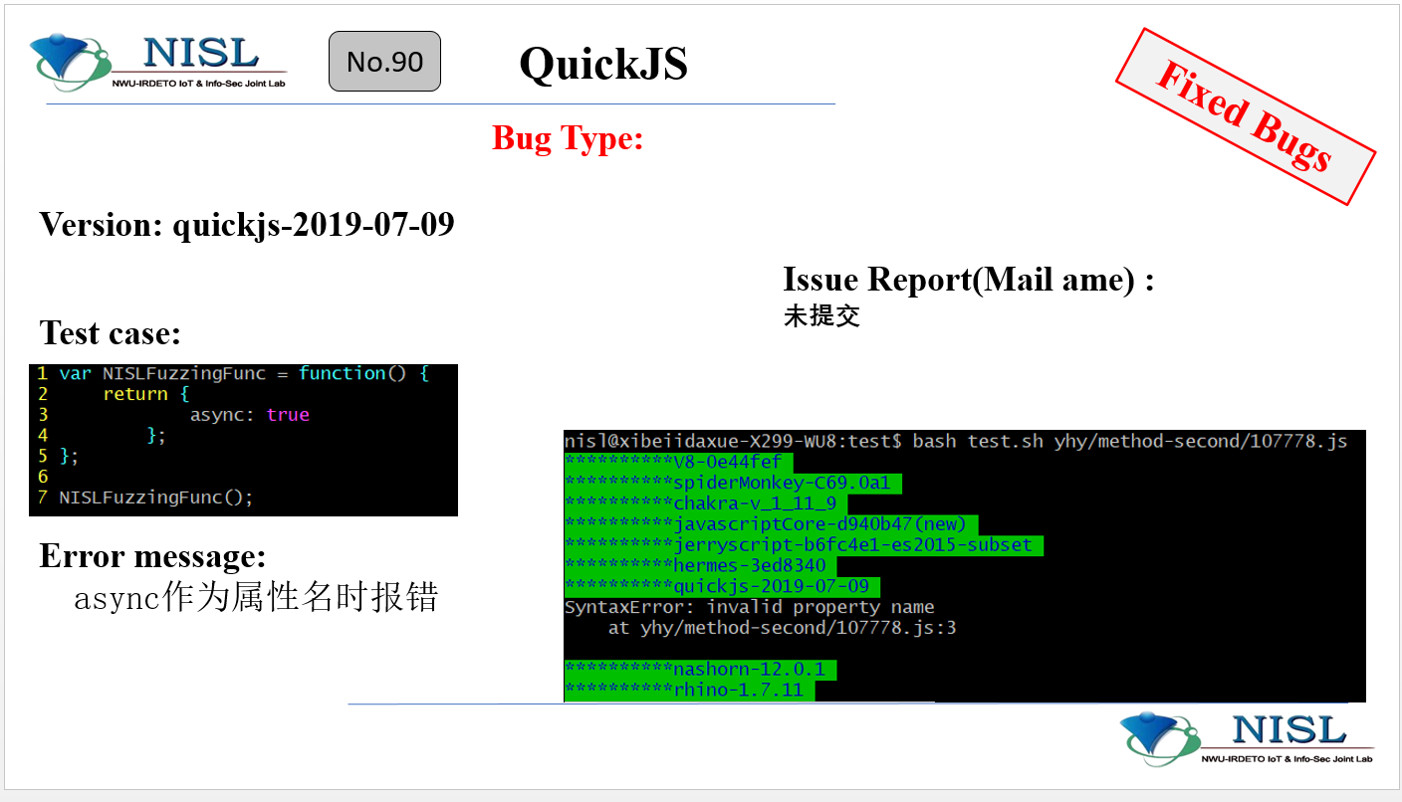 NISL
NWU-IRDETO IoT & Info-Sec Joint Lab
No.90
QuickJS
Fixed Bugs
Bug Type:
Version: quickjs-2019-07-09
Issue Report(Mail ame) :
未提交
Test case:
1 var NISLFuzzingFunc = function() {
2     return {
3             async: true
4         };
5 };
6
7 NISLFuzzingFunc();
Error message:
async作为属性名时报错
nisl@xibeiidaxue-X299-WU8:test$ bash test.sh yhy/method-second/107778.js
**********V8-0e44fef
**********spiderMonkey-C69.0a1
**********chakra-v_1_11_9
**********javascriptCore-d940b47(new)
**********jerryscript-b6fc4e1-es2015-subset
**********hermes-3ed8340
**********quickjs-2019-07-09
SyntaxError: invalid property name
    at yhy/method-second/107778.js:3
**********nashorn-12.0.1
**********rhino-1.7.11
NISL
NWU-IRDETO IoT & Info-Sec Joint Lab